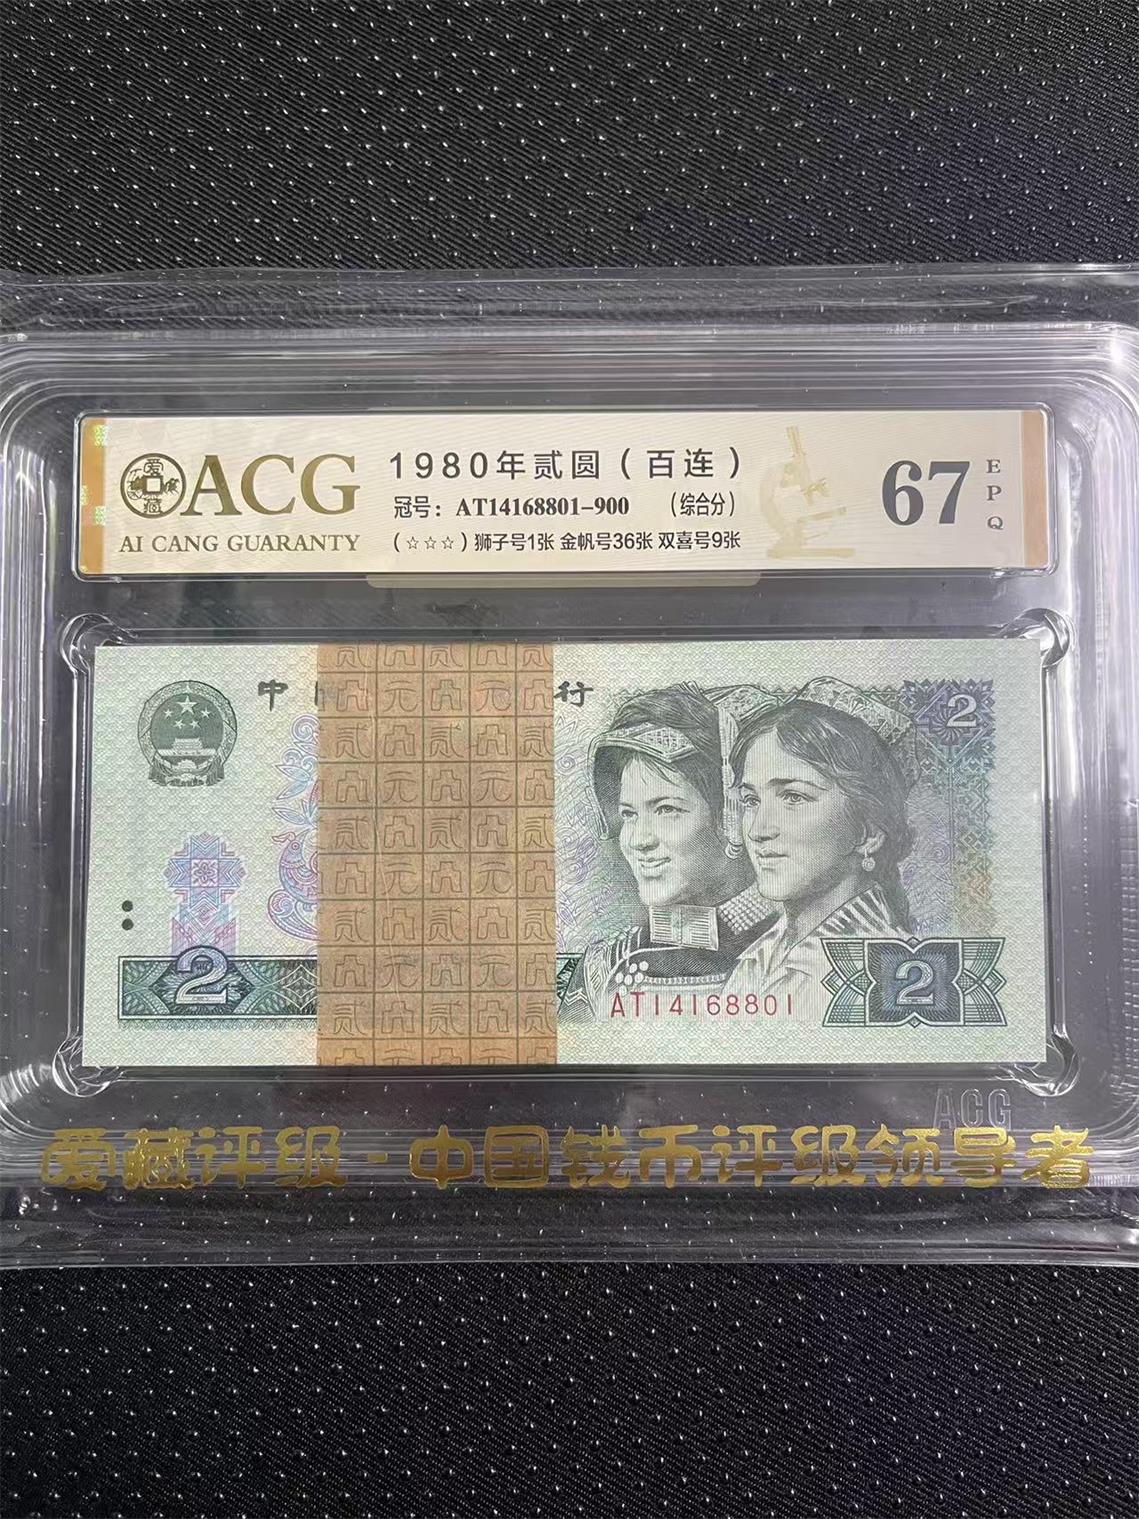 ACG
AI CANG GUARANTY
1980年贰圆（百连）
冠号：AT14168801-900 （综合分）
（☆☆☆）狮子号1张 金帆号36张 双喜号9张
67
EPQ
中
行
2
2
AT14168801
2
ACG
爱藏评级-中国钱币评级领导者